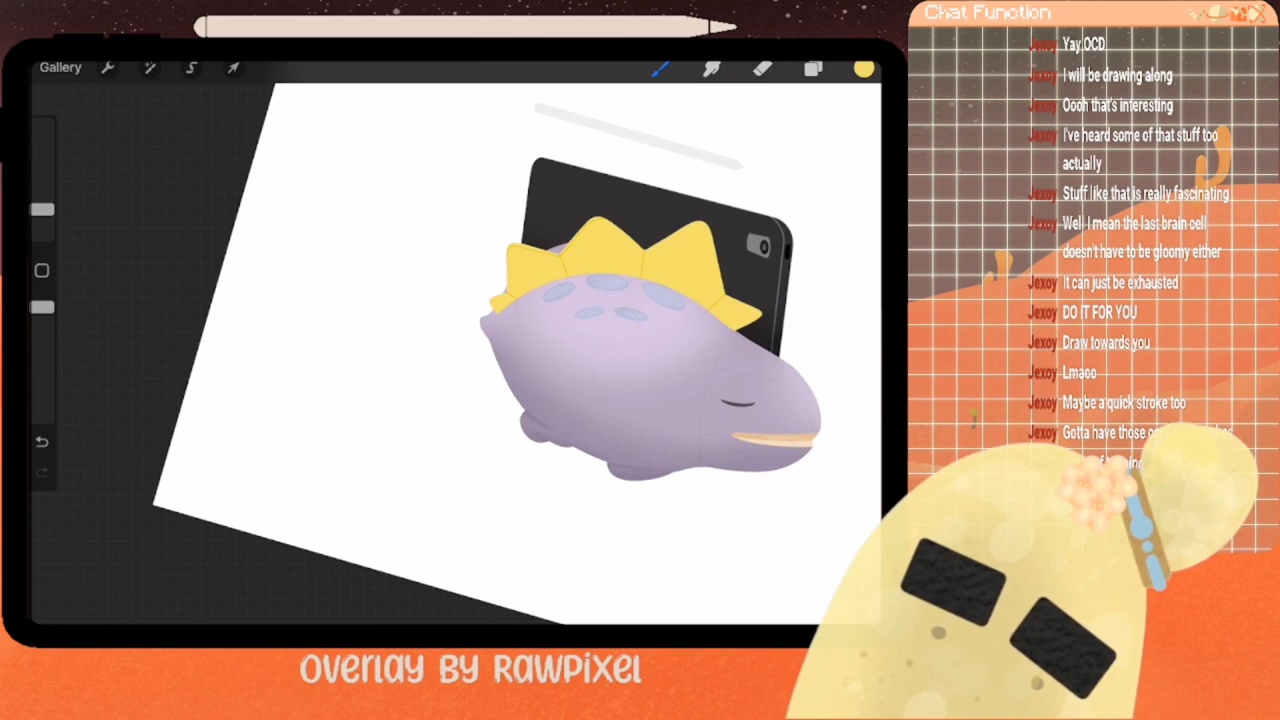 Chat Function
Gallery
Jexoy Yay OCD
Jexoy I will be drawing along
Jexoy Oooh that's interesting
Jexoy I've heard some of that stuff too
actually
Jexoy Stuff like that is really fascinating
Jexoy Well I mean the last brain cell
doesn't have to be gloomy either
Jexoy It can just be exhausted
Jexoy DO IT FOR YOU
Jexoy Draw towards you
Jexoy Lmaoo
Jexoy Maybe a quick stroke too
Jexoy Gotta have those
Overlay by Rawpixel